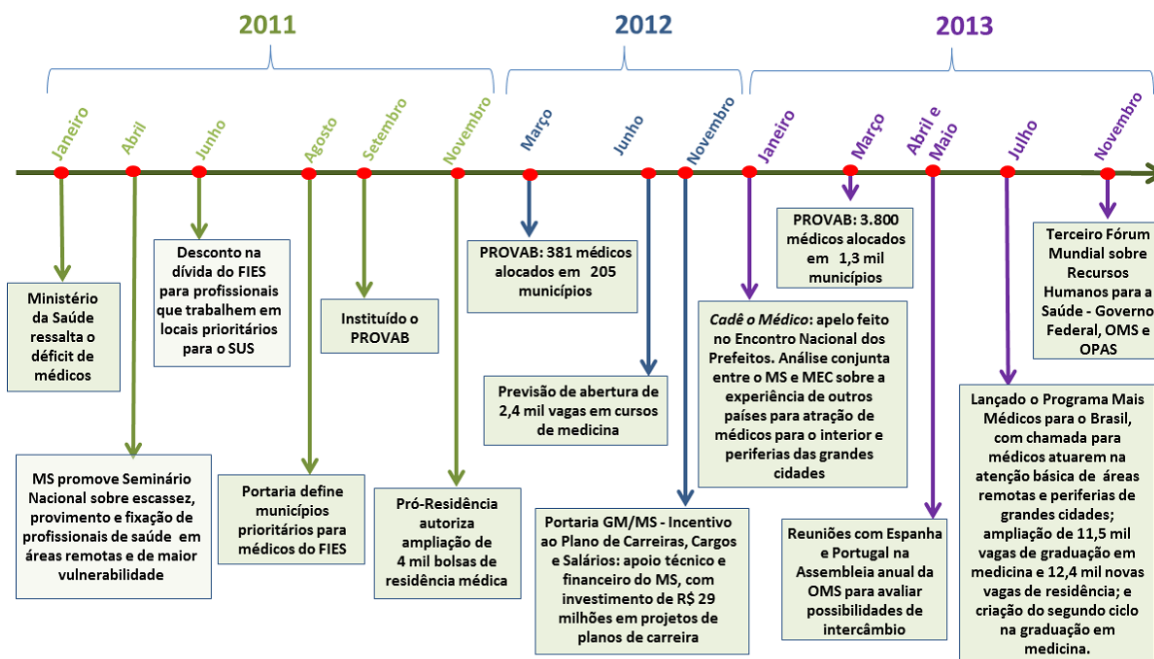 2011
2012
2013
Janeiro
Abril
Junho
Agosto
Setembro
Novembro
Março
Junho
Novembro
Janeiro
Março
Abril e
Maio
Julho
Novembro
Ministério
da Saúde
ressalta o
déficit de
médicos
MS promove Seminário
Nacional sobre escassez,
provimento e fixação de
profissionais de saúde em
áreas remotas e de maior
vulnerabilidade
Desconto na
dívida do FIES
para profissionais
que trabalhem em
locais prioritários
para o SUS
Portaria define
municípios
prioritários para
médicos do FIES
Instituído o
PROVAB
Pró-Residência
autoriza
ampliação de
4 mil bolsas de
residência médica
PROVAB: 381 médicos
alocados em 205
municípios
Previsão de abertura de
2,4 mil vagas em cursos
de medicina
Portaria GM/MS - Incentivo
ao Plano de Carreiras, Cargos
e Salários: apoio técnico e
financeiro do MS, com
investimento de R$ 29
milhões em projetos de
planos de carreira
Cadê o Médico: apelo feito
no Encontro Nacional dos
Prefeitos. Análise conjunta
entre o MS e MEC sobre a
experiência de outros
países para atração de
médicos para o interior e
periferias das grandes
cidades
PROVAB: 3.800
médicos alocados
em 1,3 mil
municípios
Reuniões com Espanha
e Portugal na
Assembleia anual da
OMS para avaliar
possibilidades de
intercâmbio
Lançado o Programa Mais
Médicos para o Brasil,
com chamada para
médicos atuarem na
atenção básica de áreas
remotas e periferias de
grandes cidades;
ampliação de 11,5 mil
vagas de graduação em
medicina e 12,4 mil novas
vagas de residência; e
criação do segundo ciclo
na graduação em
medicina.
Terceiro Fórum
Mundial sobre
Recursos
Humanos para a
Saúde - Governo
Federal, OMS e
OPAS